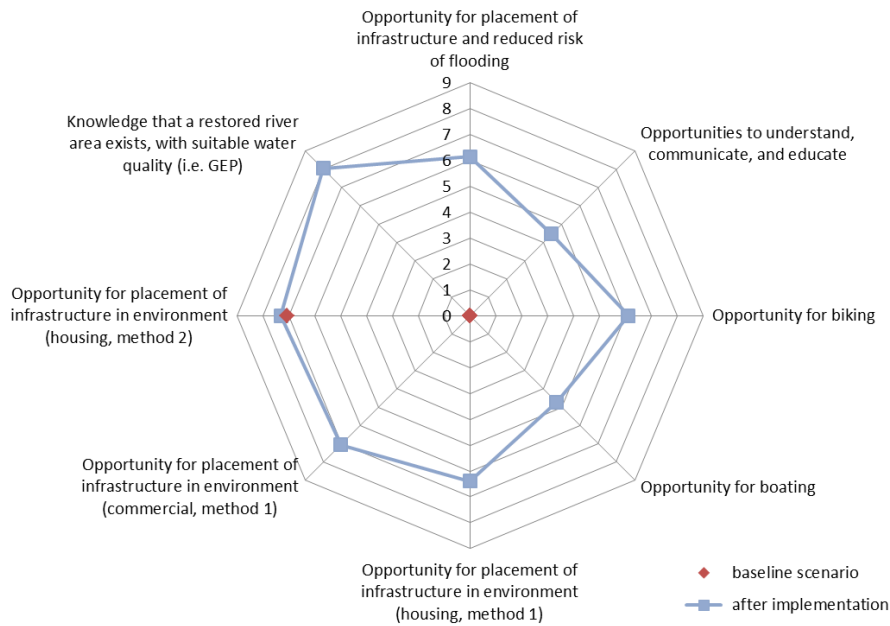 Opportunity for placement of
infrastructure and reduced risk
of flooding
9
8
7
6
5
4
3
2
1
0
Knowledge that a restored river
area exists, with suitable water
quality (i.e. GEP)
Opportunities to understand,
communicate, and educate
Opportunity for placement of
infrastructure in environment
(housing, method 2)
Opportunity for biking
Opportunity for placement of
infrastructure in environment
(commercial, method 1)
Opportunity for boating
Opportunity for placement of
infrastructure in environment
(housing, method 1)
baseline scenario
after implementation